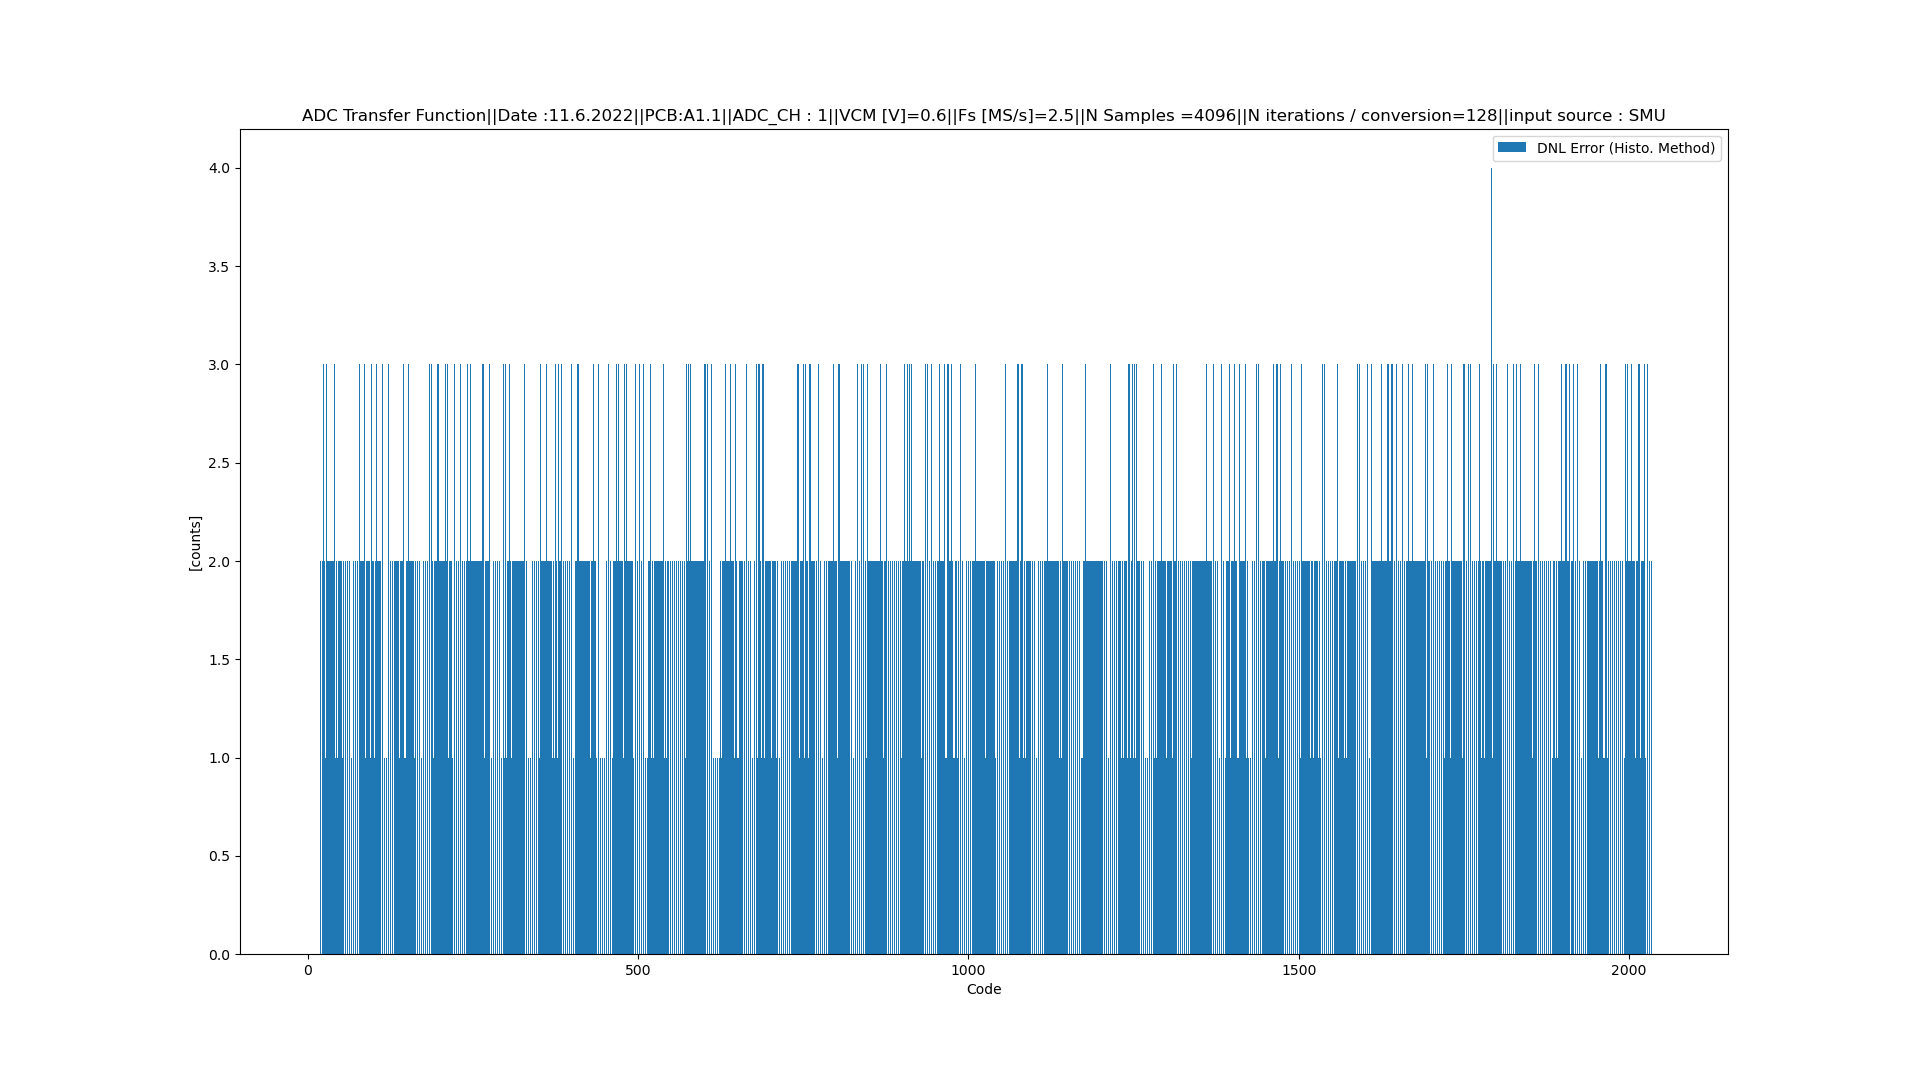 ADC Transfer Function||Date :11.6.2022||PCB:A1.1||ADC_CH : 1||VCM [V]=0.6||Fs [MS/s]=2.5||N Samples =4096||N iterations / conversion=128||input source : SMU
DNL Error (Histo. Method)
4.0
3.5
3.0
2.5
2.0
1.5
1.0
0.5
0.0
[counts]
0 500 1000 1500 2000
Code